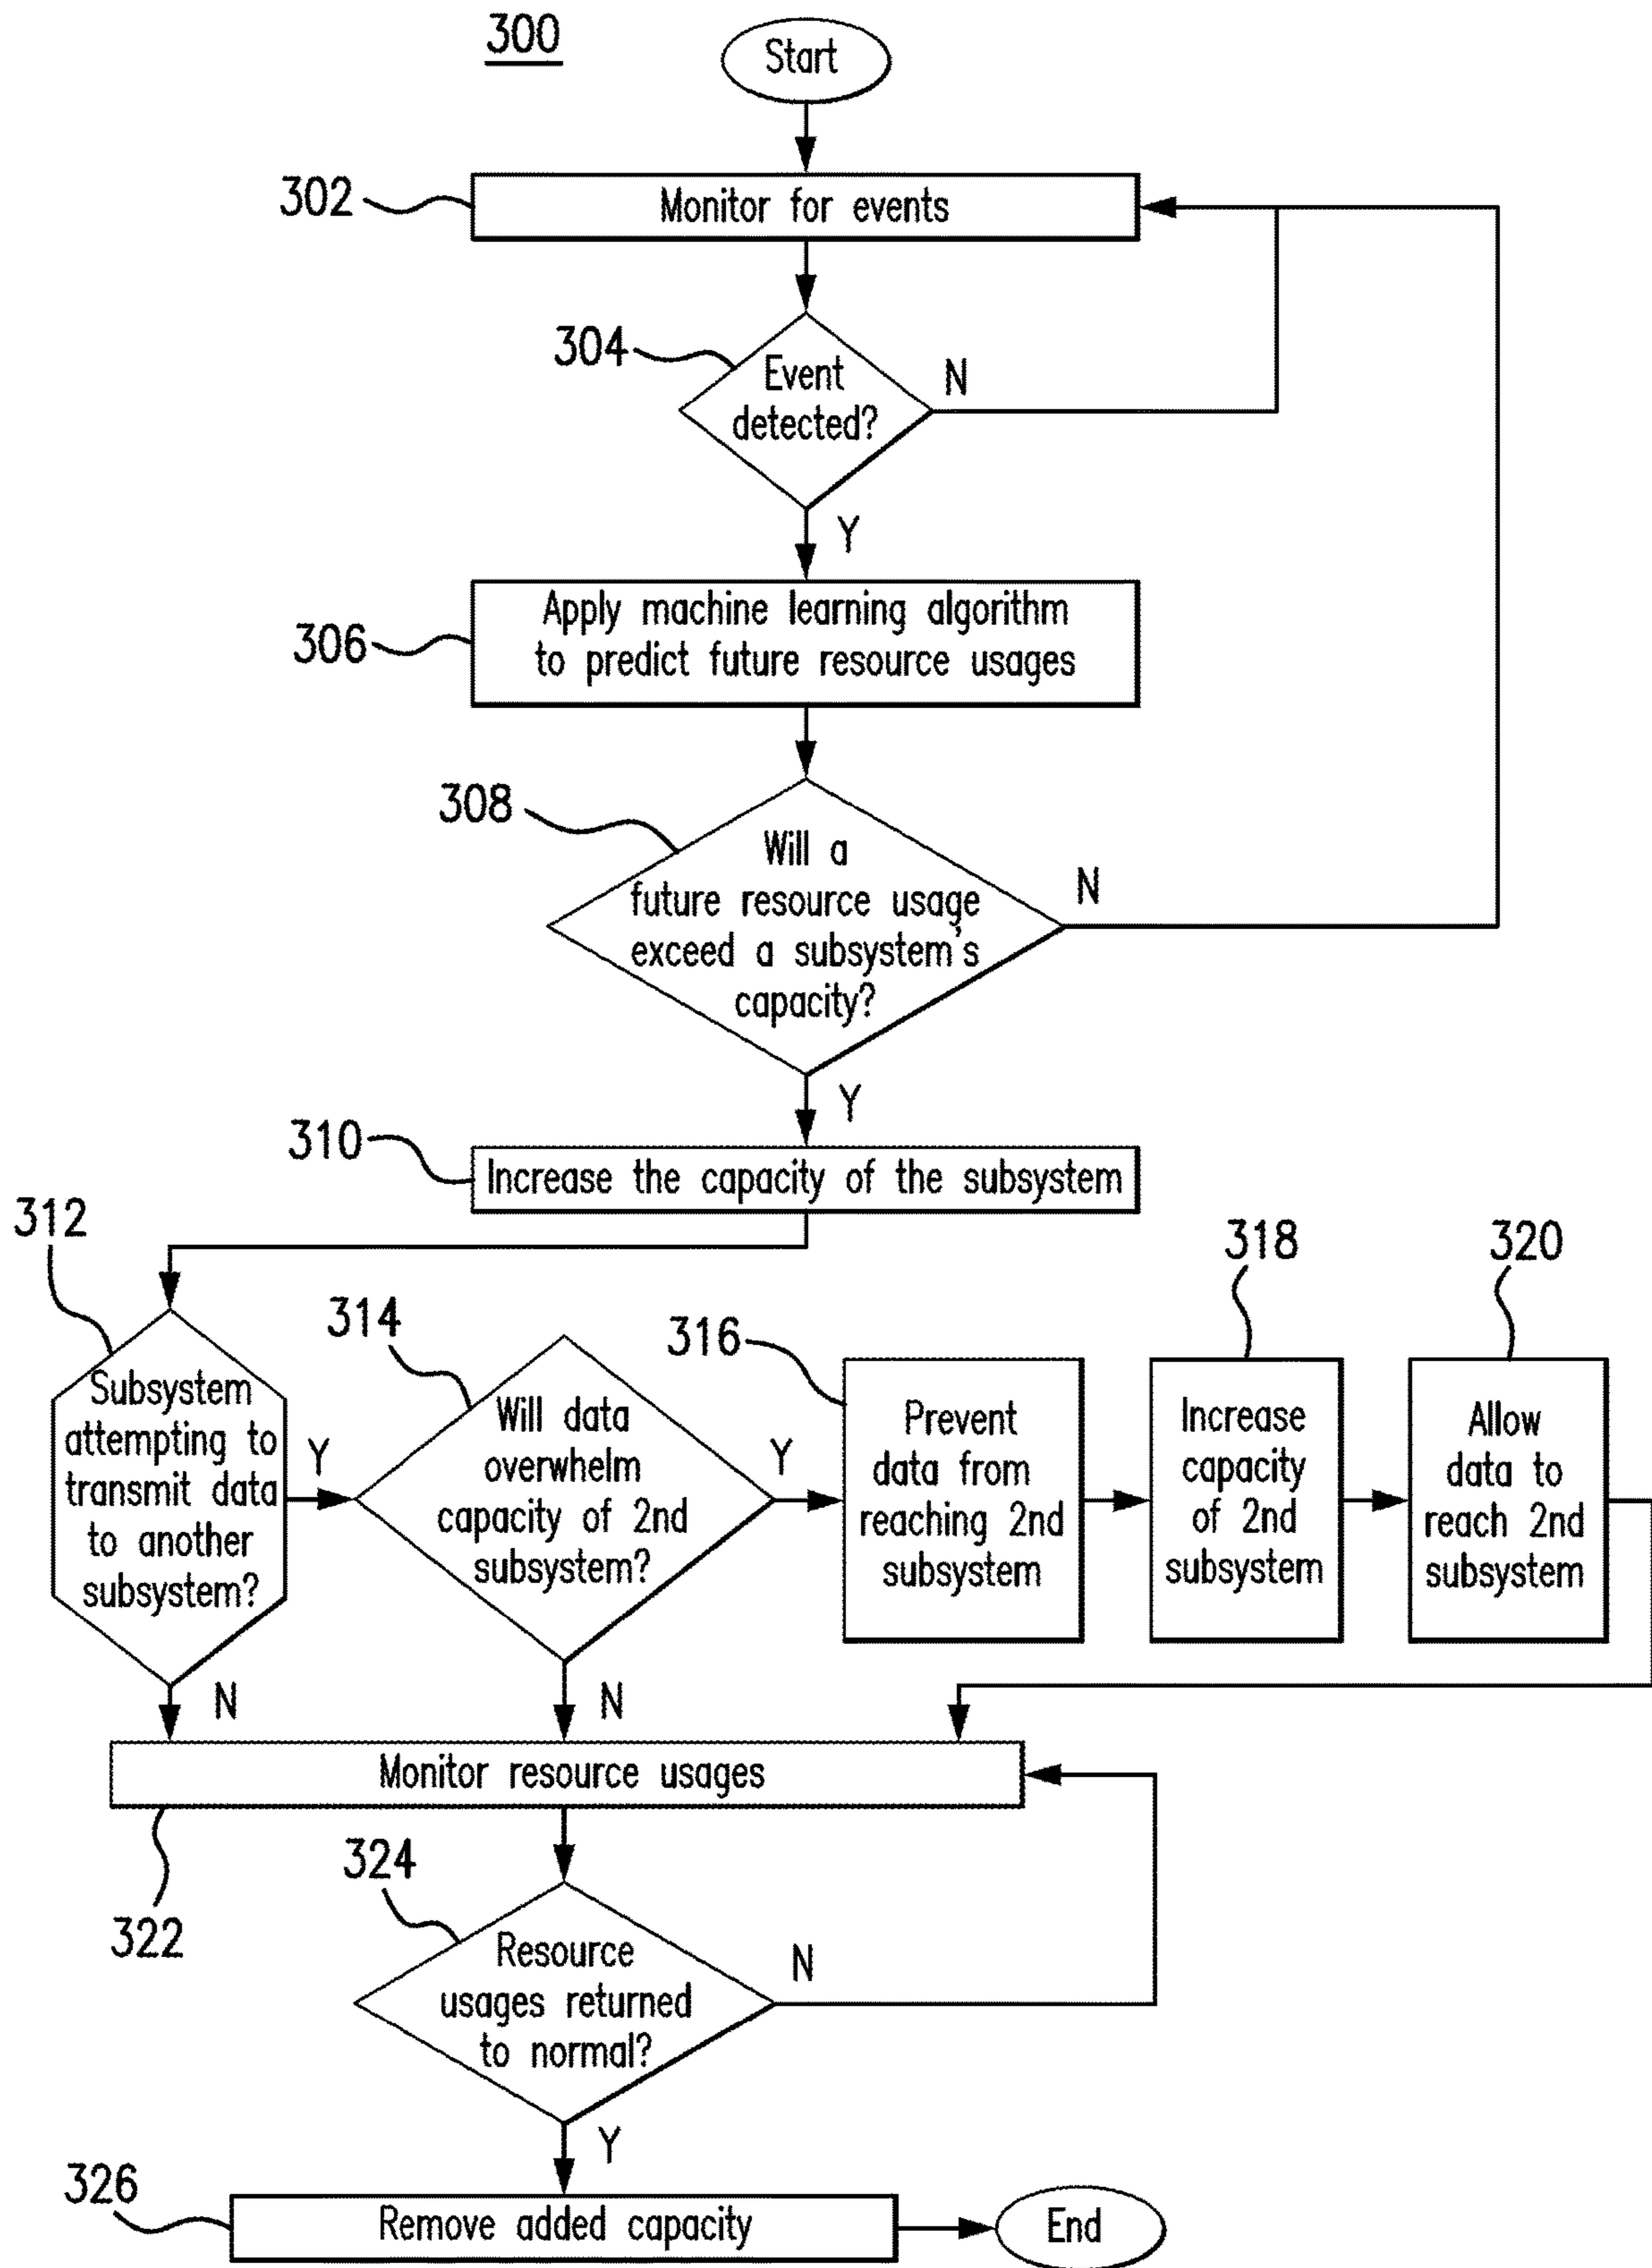 300
Start
302
Monitor for events
304
Event
detected?
N
Y
306
Apply machine learning algorithm
to predict future resource usages
308
Will a
future resource usage
exceed a subsystem's
capacity?
N
Y
310
Increase the capacity of the subsystem
312
Subsystem
attempting to
transmit data
to another
subsystem?
Y
N
314
Will data
overwhelm
capacity of 2nd
subsystem?
Y
N
316
Prevent
data from
reaching 2nd
subsystem
318
Increase
capacity
of 2nd
subsystem
320
Allow
data to
reach 2nd
subsystem
Monitor resource usages
322
324
Resource
usages returned
to normal?
N
Y
326
Remove added capacity
End